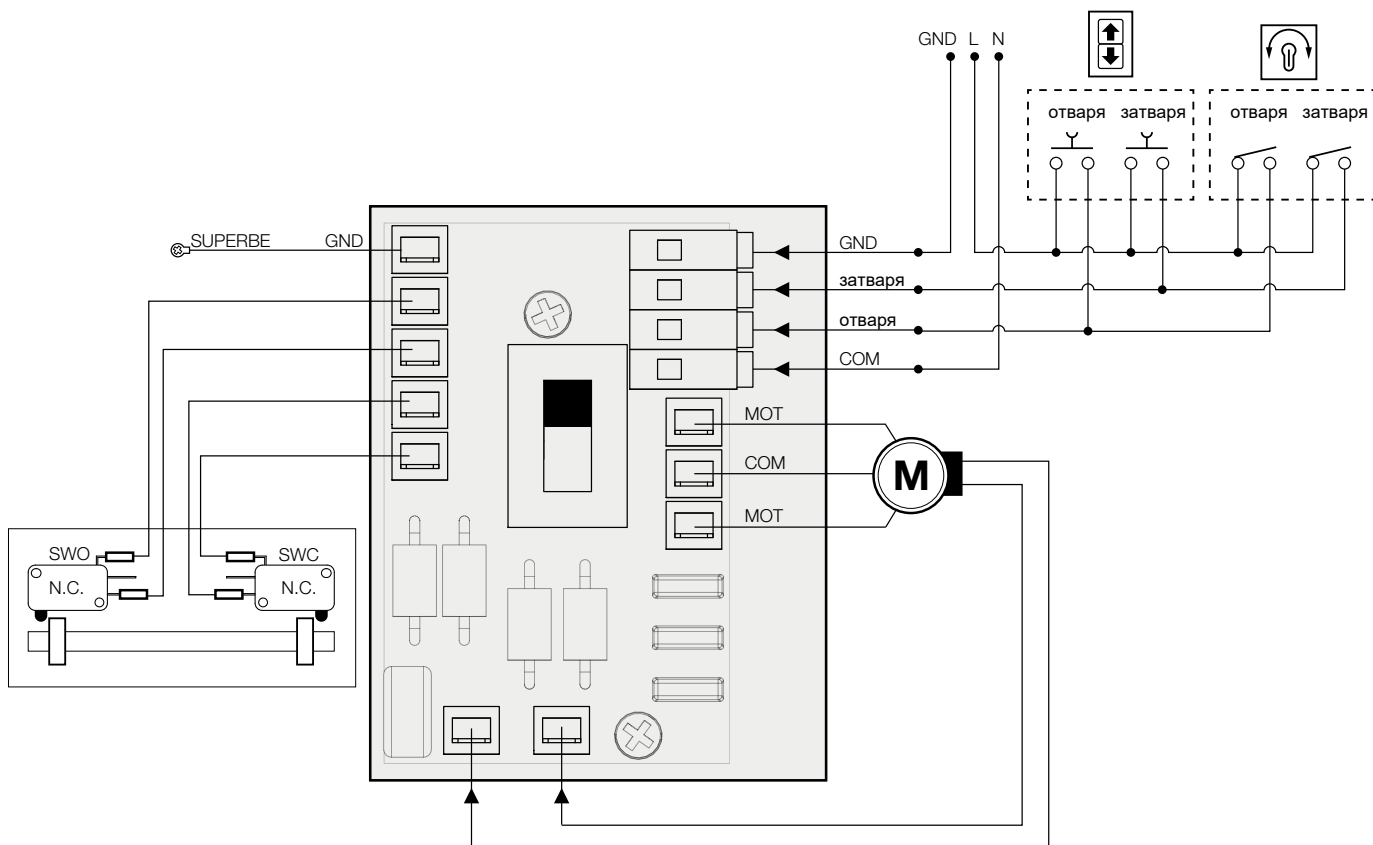 GND L N
отваря затваря отваря затваря
SUPERBE GND
GND
затваря
отваря
COM
MOT
COM
M
MOT
SWO SWC
N.C. N.C.